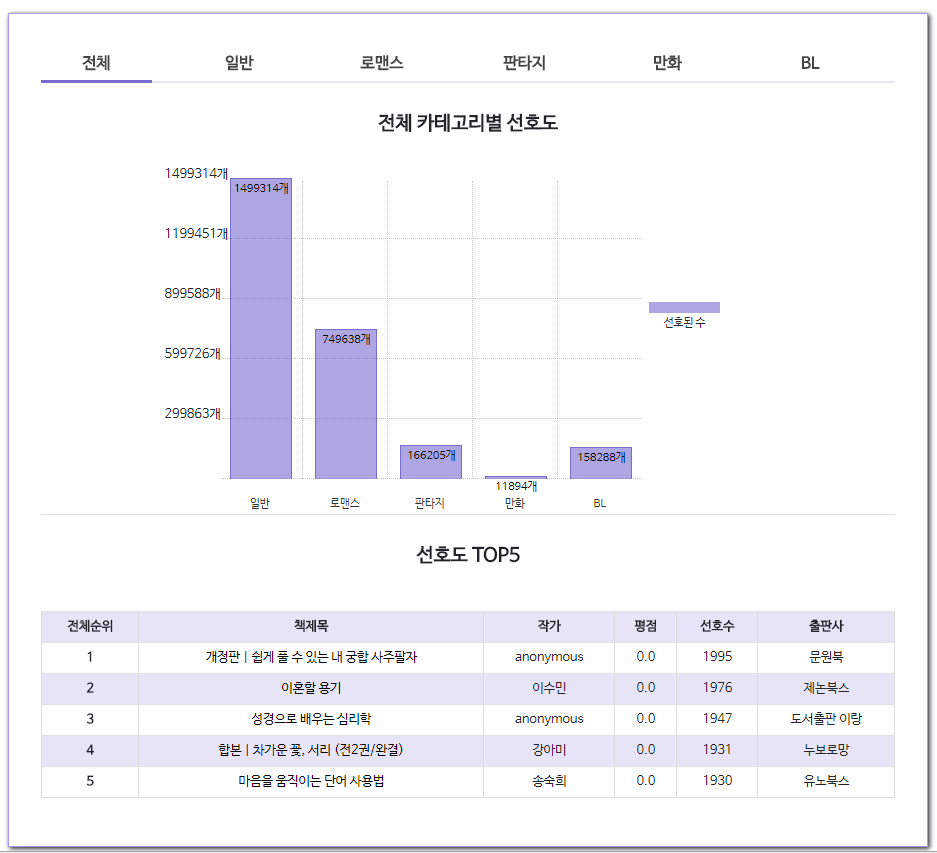 전체 일반 로맨스 판타지 만화 BL
전체 카테고리별 선호도
1499314개
1499314개
1199451개
899588개
선호된 수
749638개
599726개
299863개
166205개
158288개
11894개
일반 로맨스 판타지 만화 BL
선호도 TOP5
전체순위 책제목 작가 평점 선호수 출판사
1 개정판 | 쉽게 풀 수 있는 내 궁합 사주팔자 anonymous 0.0 1995 문원북
2 이혼할 용기 이수민 0.0 1976 제논북스
3 성경으로 배우는 심리학 anonymous 0.0 1947 도서출판 이랑
4 합본 | 차가운 꽃, 서리 (전2권/완결) 강아미 0.0 1931 누보로망
5 마음을 움직이는 단어 사용법 송숙희 0.0 1930 유노북스